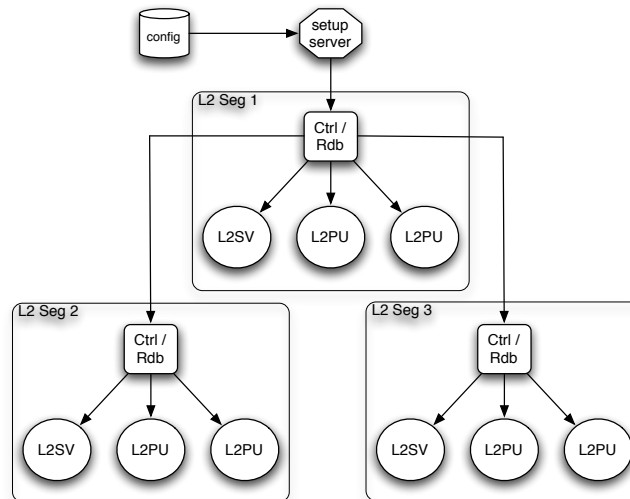 config
setup
server
L2 Seg 1
Ctrl /
Rdb
L2SV
L2PU
L2PU
L2 Seg 2
Ctrl /
Rdb
L2SV
L2PU
L2PU
L2 Seg 3
Ctrl /
Rdb
L2SV
L2PU
L2PU